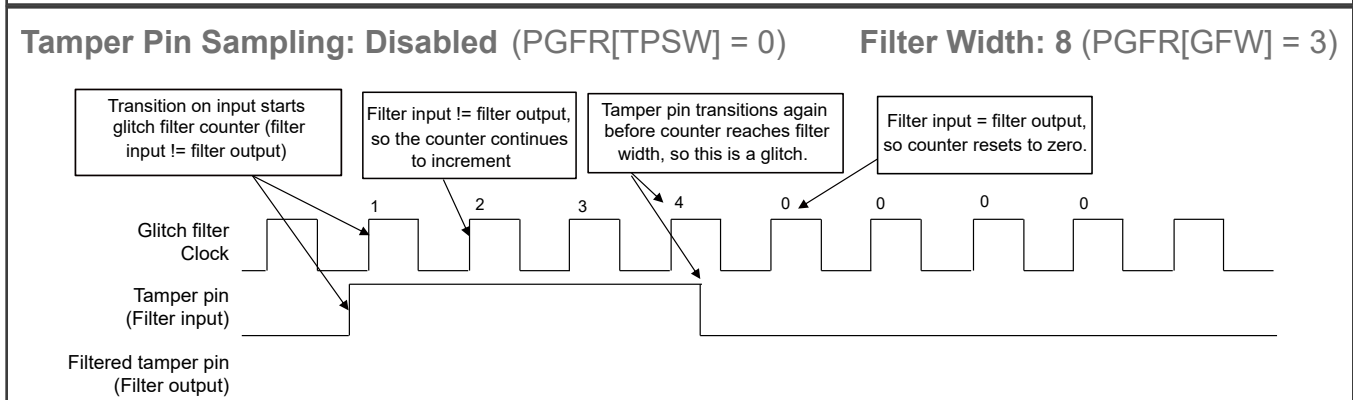 Tamper Pin Sampling: Disabled (PGFR[TPSW] = 0) Filter Width: 8 (PGFR[GFW] = 3)
Transition on input starts
glitch filter counter (filter
input != filter output)
Filter input != filter output,
so the counter continues
to increment
Tamper pin transitions again
before counter reaches filter
width, so this is a glitch.
Filter input = filter output,
so counter resets to zero.
1 2 3 4 0 0 0 0
Glitch filter
Clock
Tamper pin
(Filter input)
Filtered tamper pin
(Filter output)